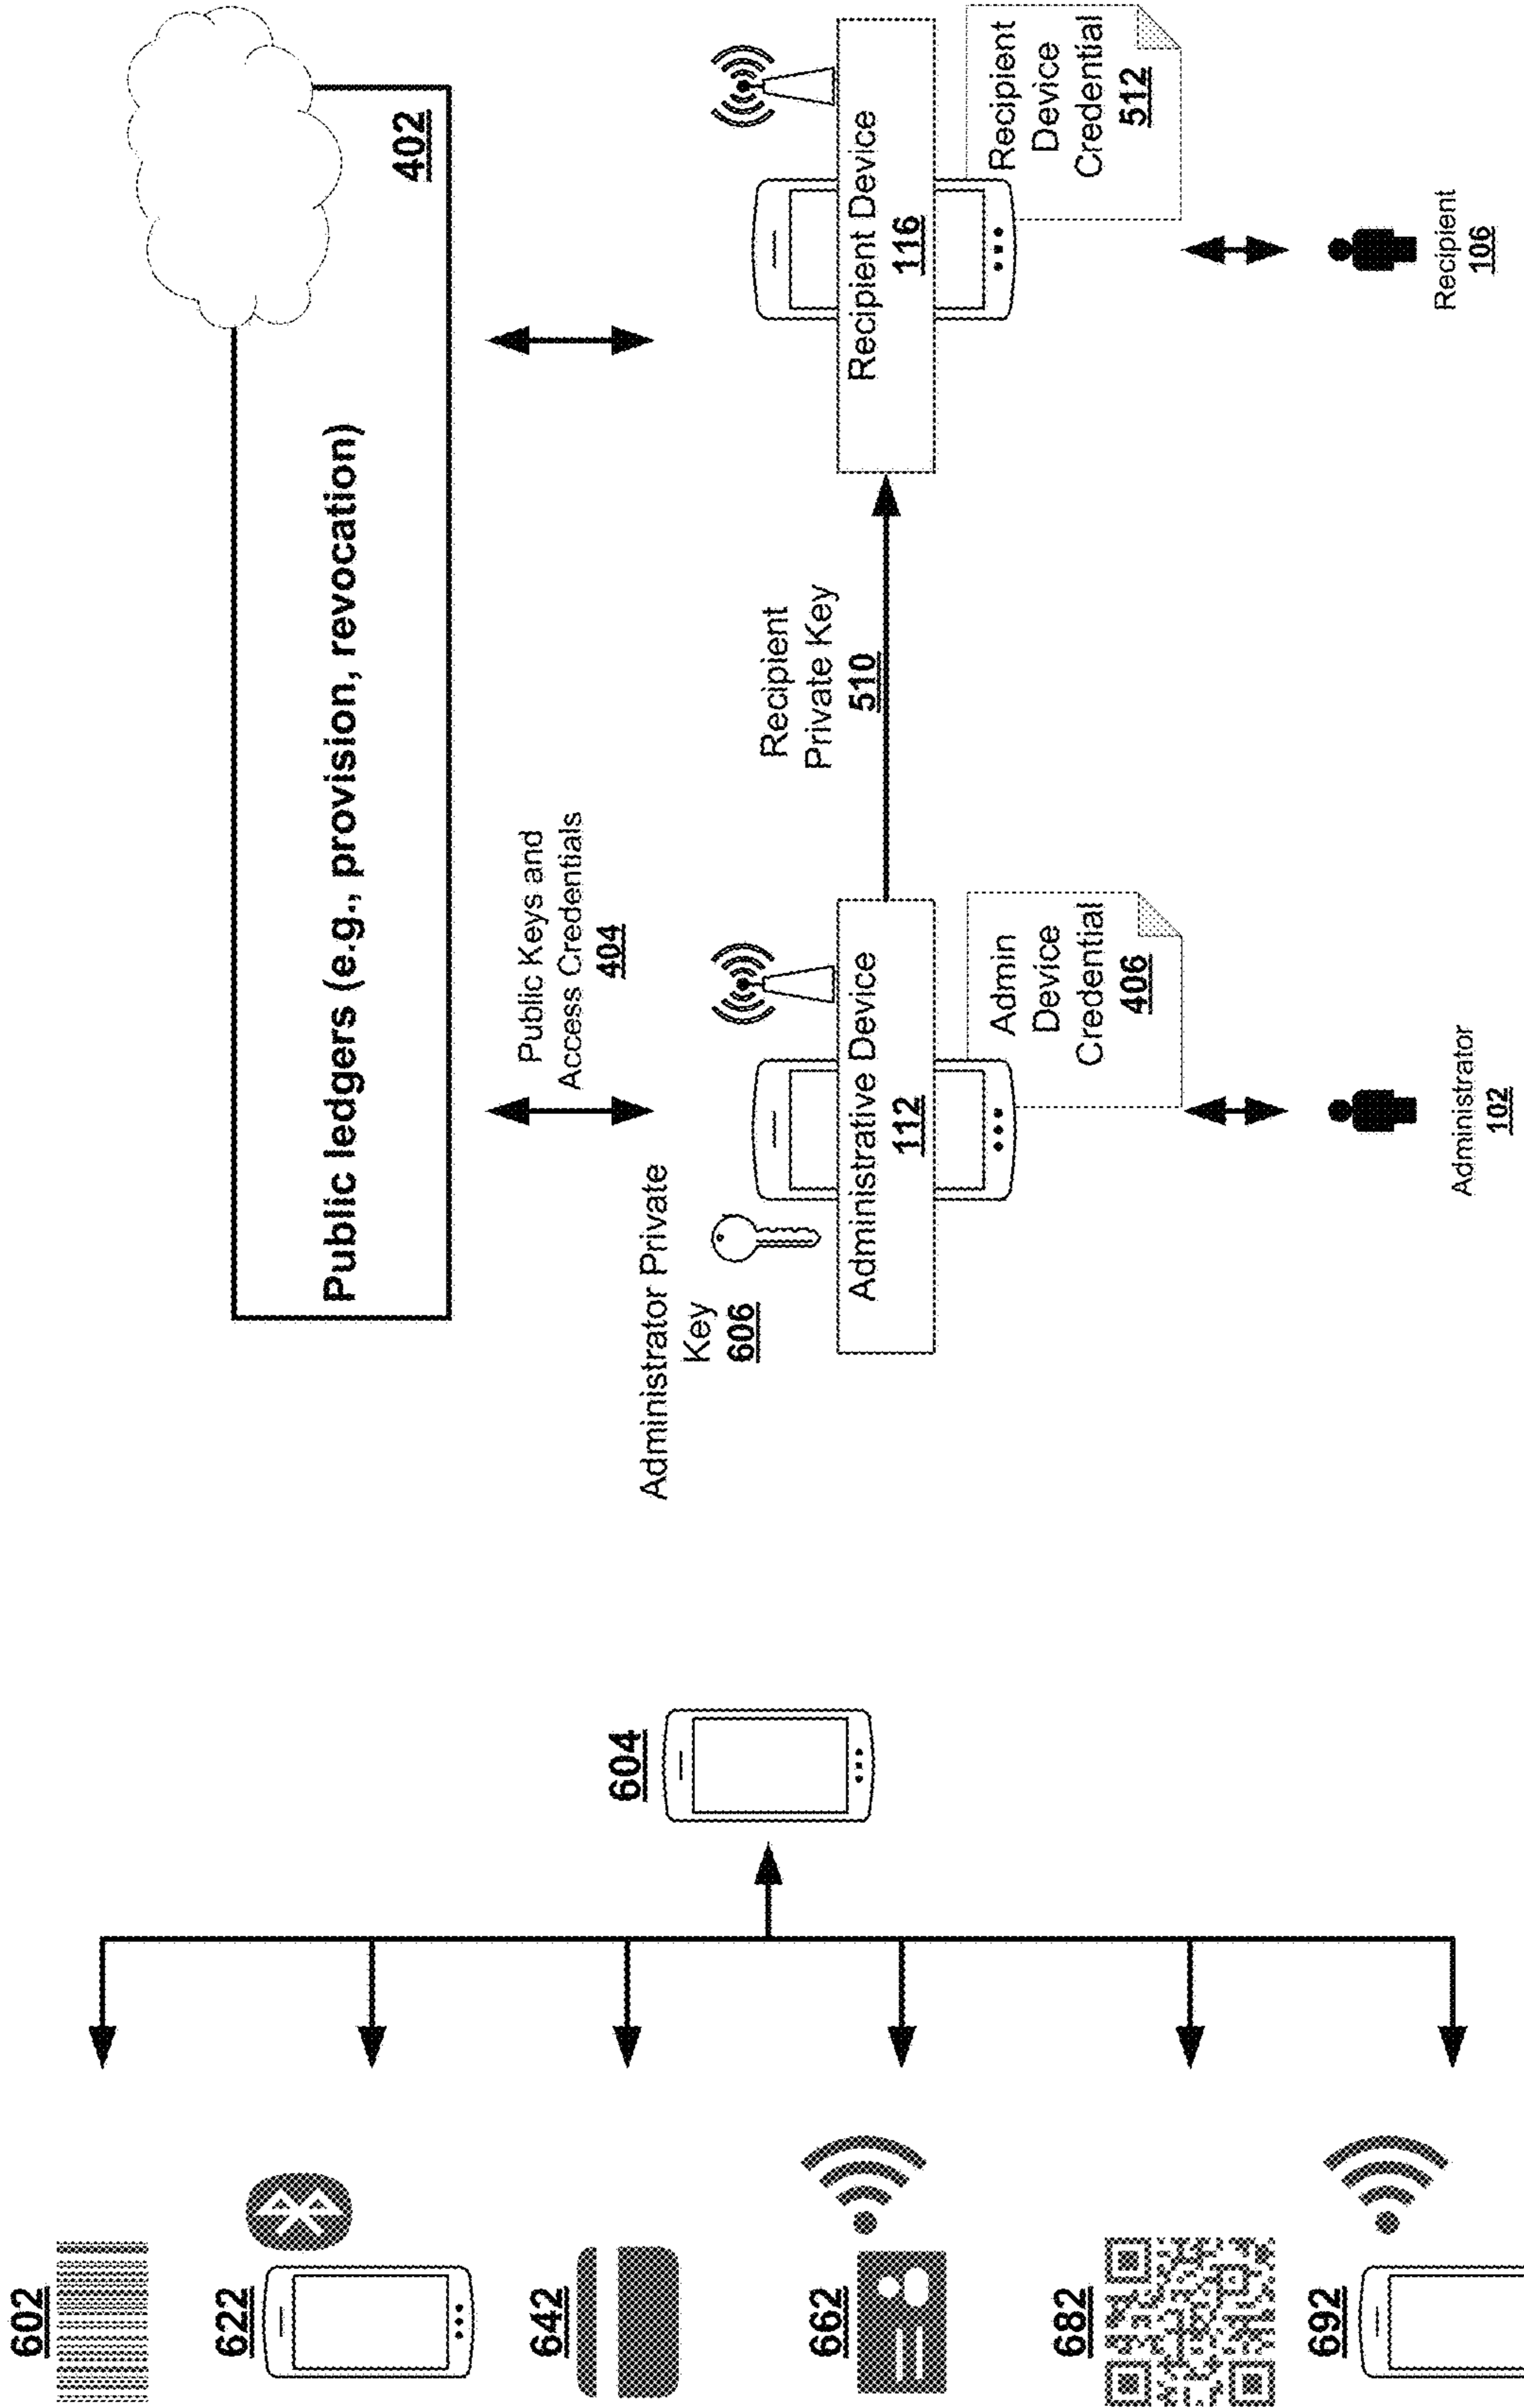 602
622
642
662
682
692
604
Public ledgers (e.g., provision, revocation)
402
Public Keys and
Access Credentials
404
Administrator Private
Key
606
Administrative Device
112
Admin
Device
Credential
406
Administrator
102
Recipient
Private Key
510
Recipient Device
116
Recipient
Device
Credential
512
Recipient
106